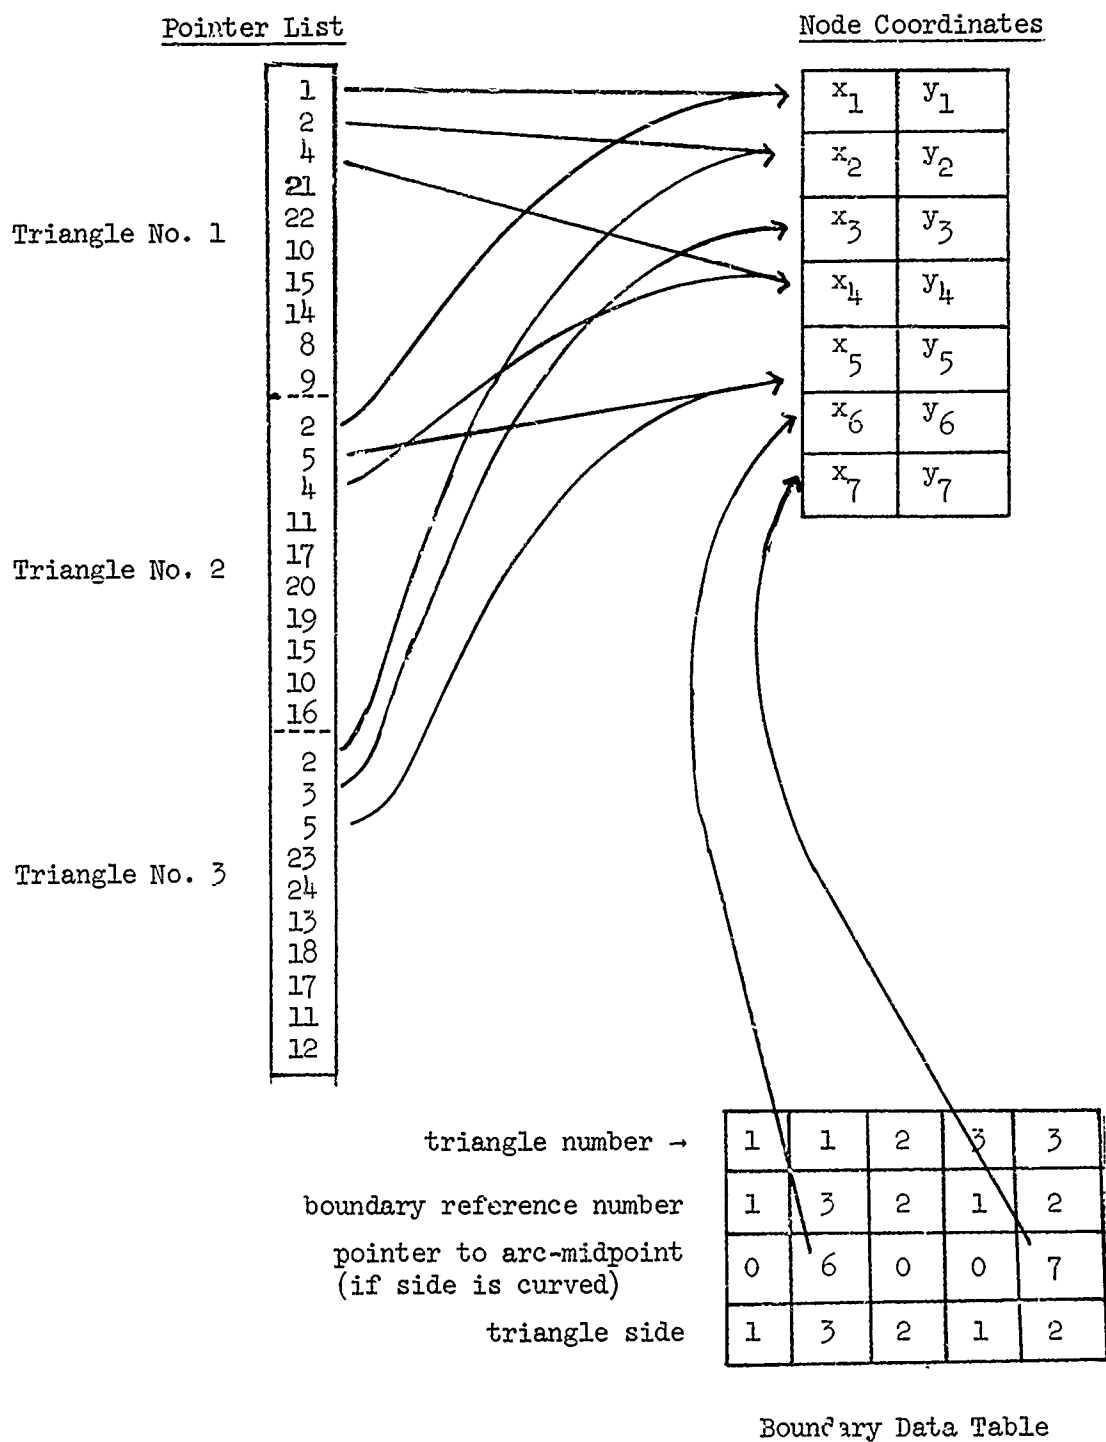 Pointer List
1
2
4
21
22
10
15
14
8
9
2
5
4
11
17
20
19
15
10
16
2
3
5
23
24
13
18
17
11
12
Triangle No. 1
Triangle No. 2
Triangle No. 3
Node Coordinates
x1 y1
x2 y2
x3 y3
x4 y4
x5 y5
x6 y6
x7 y7
triangle number → 1 1 2 3 3
boundary reference number 1 3 2 1 2
pointer to arc-midpoint
(if side is curved) 0 6 0 0 7
triangle side 1 3 2 1 2
Boundary Data Table